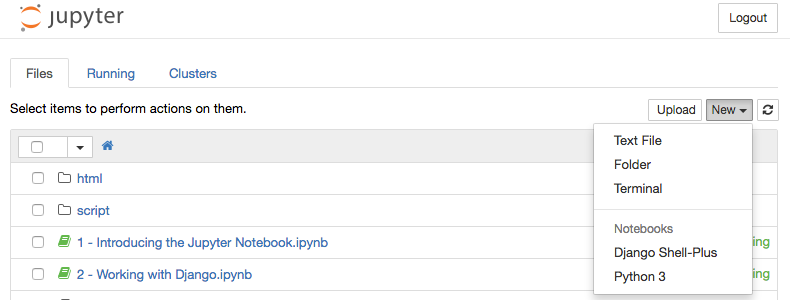 jupyter
Logout
Files
Running
Clusters
Select items to perform actions on them.
Upload
New
Text File
Folder
Terminal
Notebooks
Django Shell-Plus
Python 3
html
script
1 - Introducing the Jupyter Notebook.ipynb
ing
2 - Working with Django.ipynb
ing